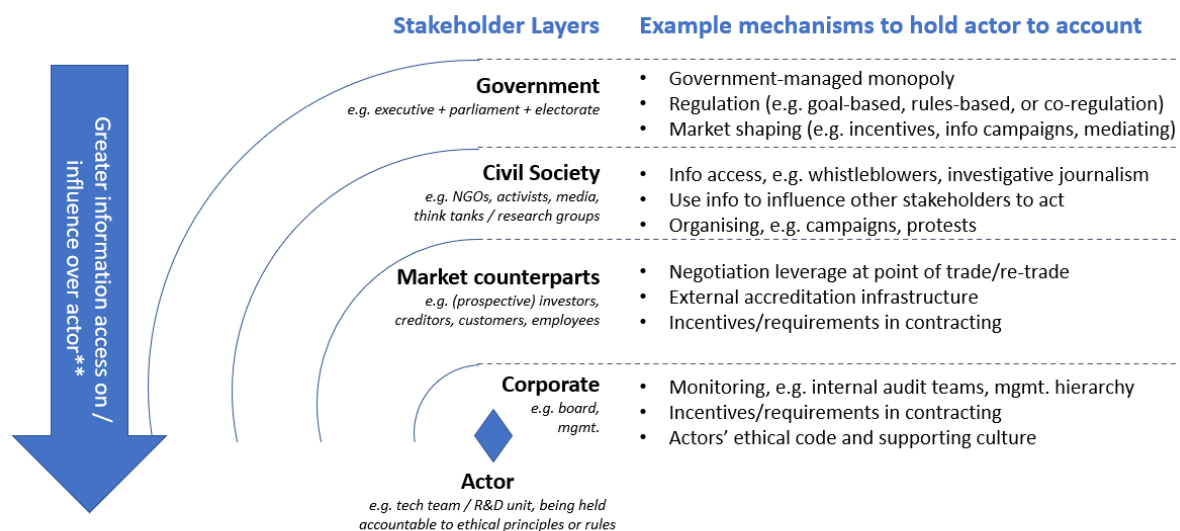 Stakeholder Layers
Example mechanisms to hold actor to account
Greater information access on /
influence over actor**
Government
e.g. executive + parliament + electorate
• Government-managed monopoly
• Regulation (e.g. goal-based, rules-based, or co-regulation)
• Market shaping (e.g. incentives, info campaigns, mediating)
Civil Society
e.g. NGOs, activists, media,
think tanks / research groups
• Info access, e.g. whistleblowers, investigative journalism
• Use info to influence other stakeholders to act
• Organising, e.g. campaigns, protests
Market counterparts
e.g. (prospective) investors,
creditors, customers, employees
• Negotiation leverage at point of trade/re-trade
• External accreditation infrastructure
• Incentives/requirements in contracting
Corporate
e.g. board,
mgmt.
• Monitoring, e.g. internal audit teams, mgmt. hierarchy
• Incentives/requirements in contracting
• Actors’ ethical code and supporting culture
Actor
e.g. tech team / R&D unit, being held
accountable to ethical principles or rules